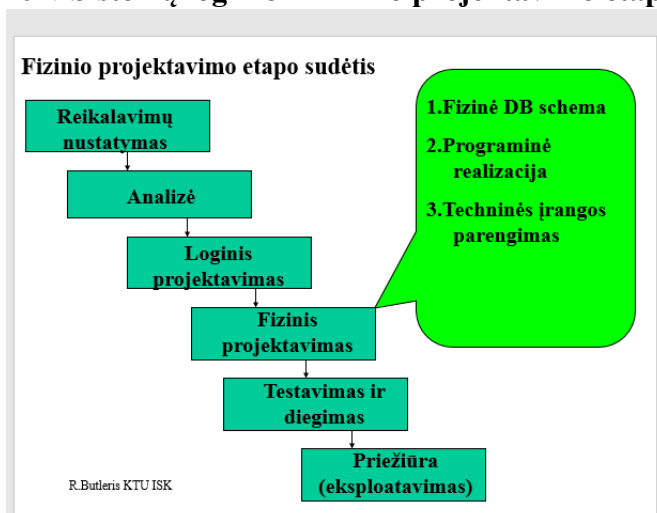 Fizinio projektavimo etapo sudėtis
Reikalavimų
nustatymas
Analizė
Loginis
projektavimas
Fizinis
projektavimas
Testavimas ir
diegimas
Priežiūra
(eksploatavimas)
1.Fizinė DB schema
2.Programinė
realizacija
3.Techninės įrangos
parengimas
R.Butleris KTU ISK